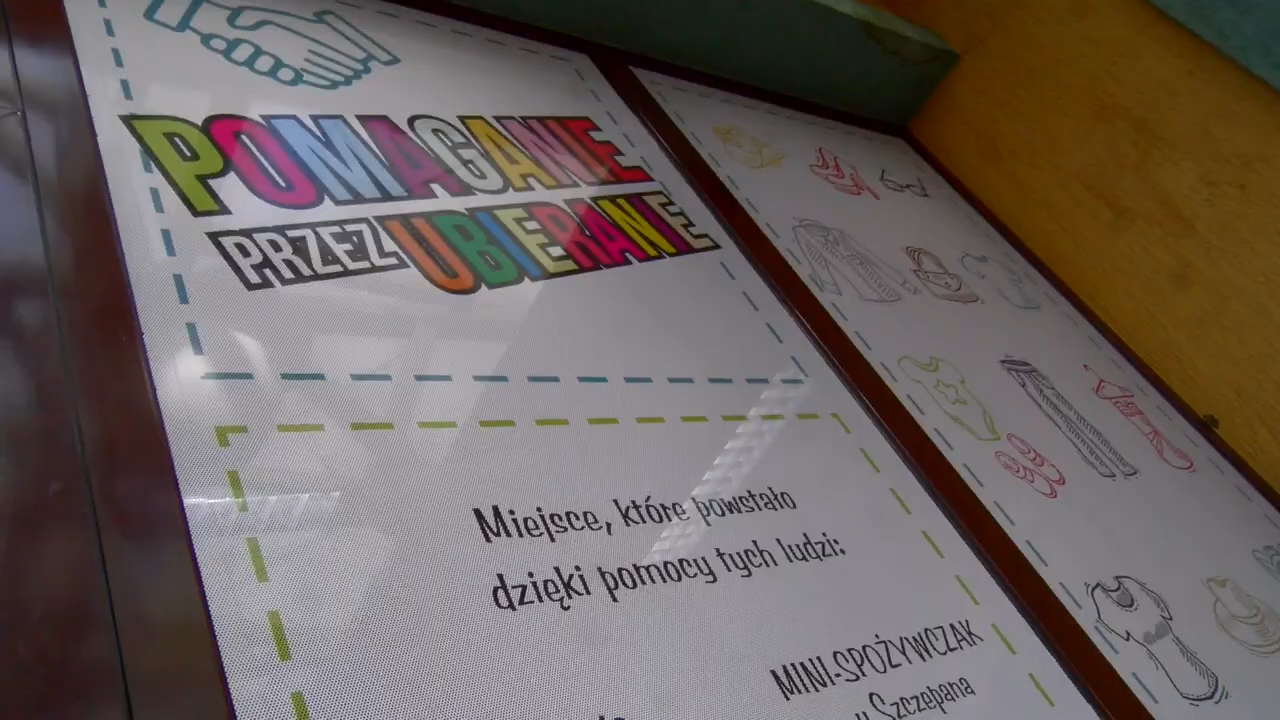 POMAGANIE
PRZEZ UBIERANIE
Miejsce, które powstało
dzięki pomocy tych ludzi:
MINI-SPOŻYWCZAK
Szczepana